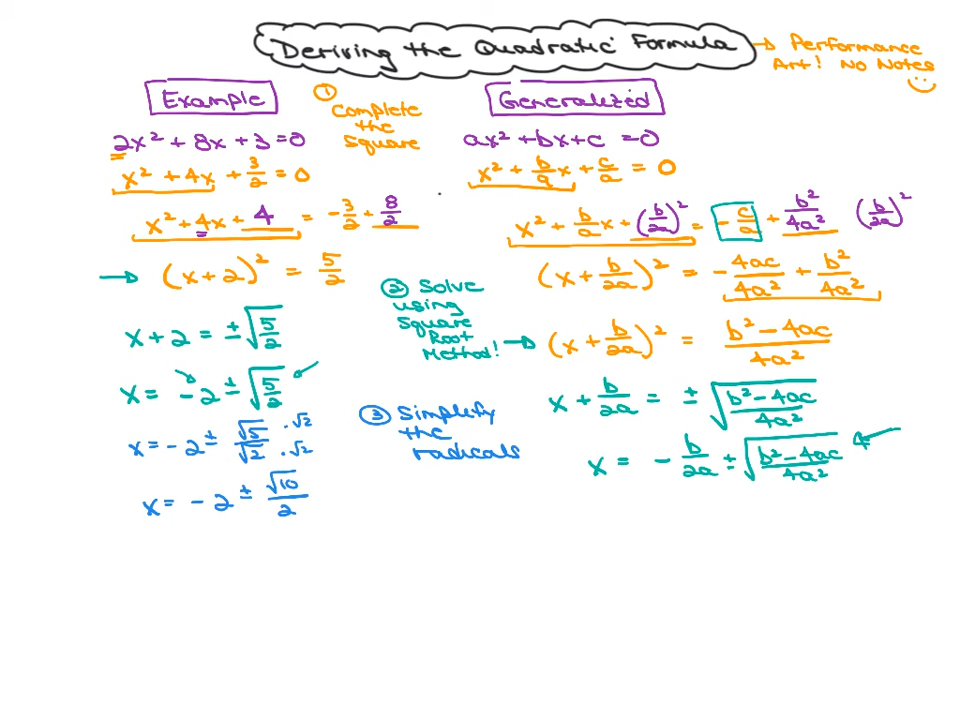 Deriving the Quadratic Formula
→ Performance
Art! No Notes
Example
① Complete
the
Square
Generalized
2x² + 8x + 3 = 0
x² + 4x + 3/2 = 0
x² + 4x + 4 = -3/2 + 8/2
→ (x + 2)² = 5/2
x + 2 = ± √(5/2)
x = -2 ± √(5/2)
x = -2 ± √5/√2 · √2 · √2
x = -2 ± √10/2
② Solve
using
Square
Root
Method!
③ Simplify
the
radicals
ax² + bx + c = 0
x² + b/a x + c/a = 0
x² + b/a x + (b/2a)² = -c/a + b²/4a² (b/2a)²
(x + b/2a)² = -4ac/4a² + b²/4a²
→ (x + b/2a)² = b² - 4ac/4a²
x + b/2a = ± √(b² - 4ac/4a²)
x = -b/2a ± √(b² - 4ac/4a²)